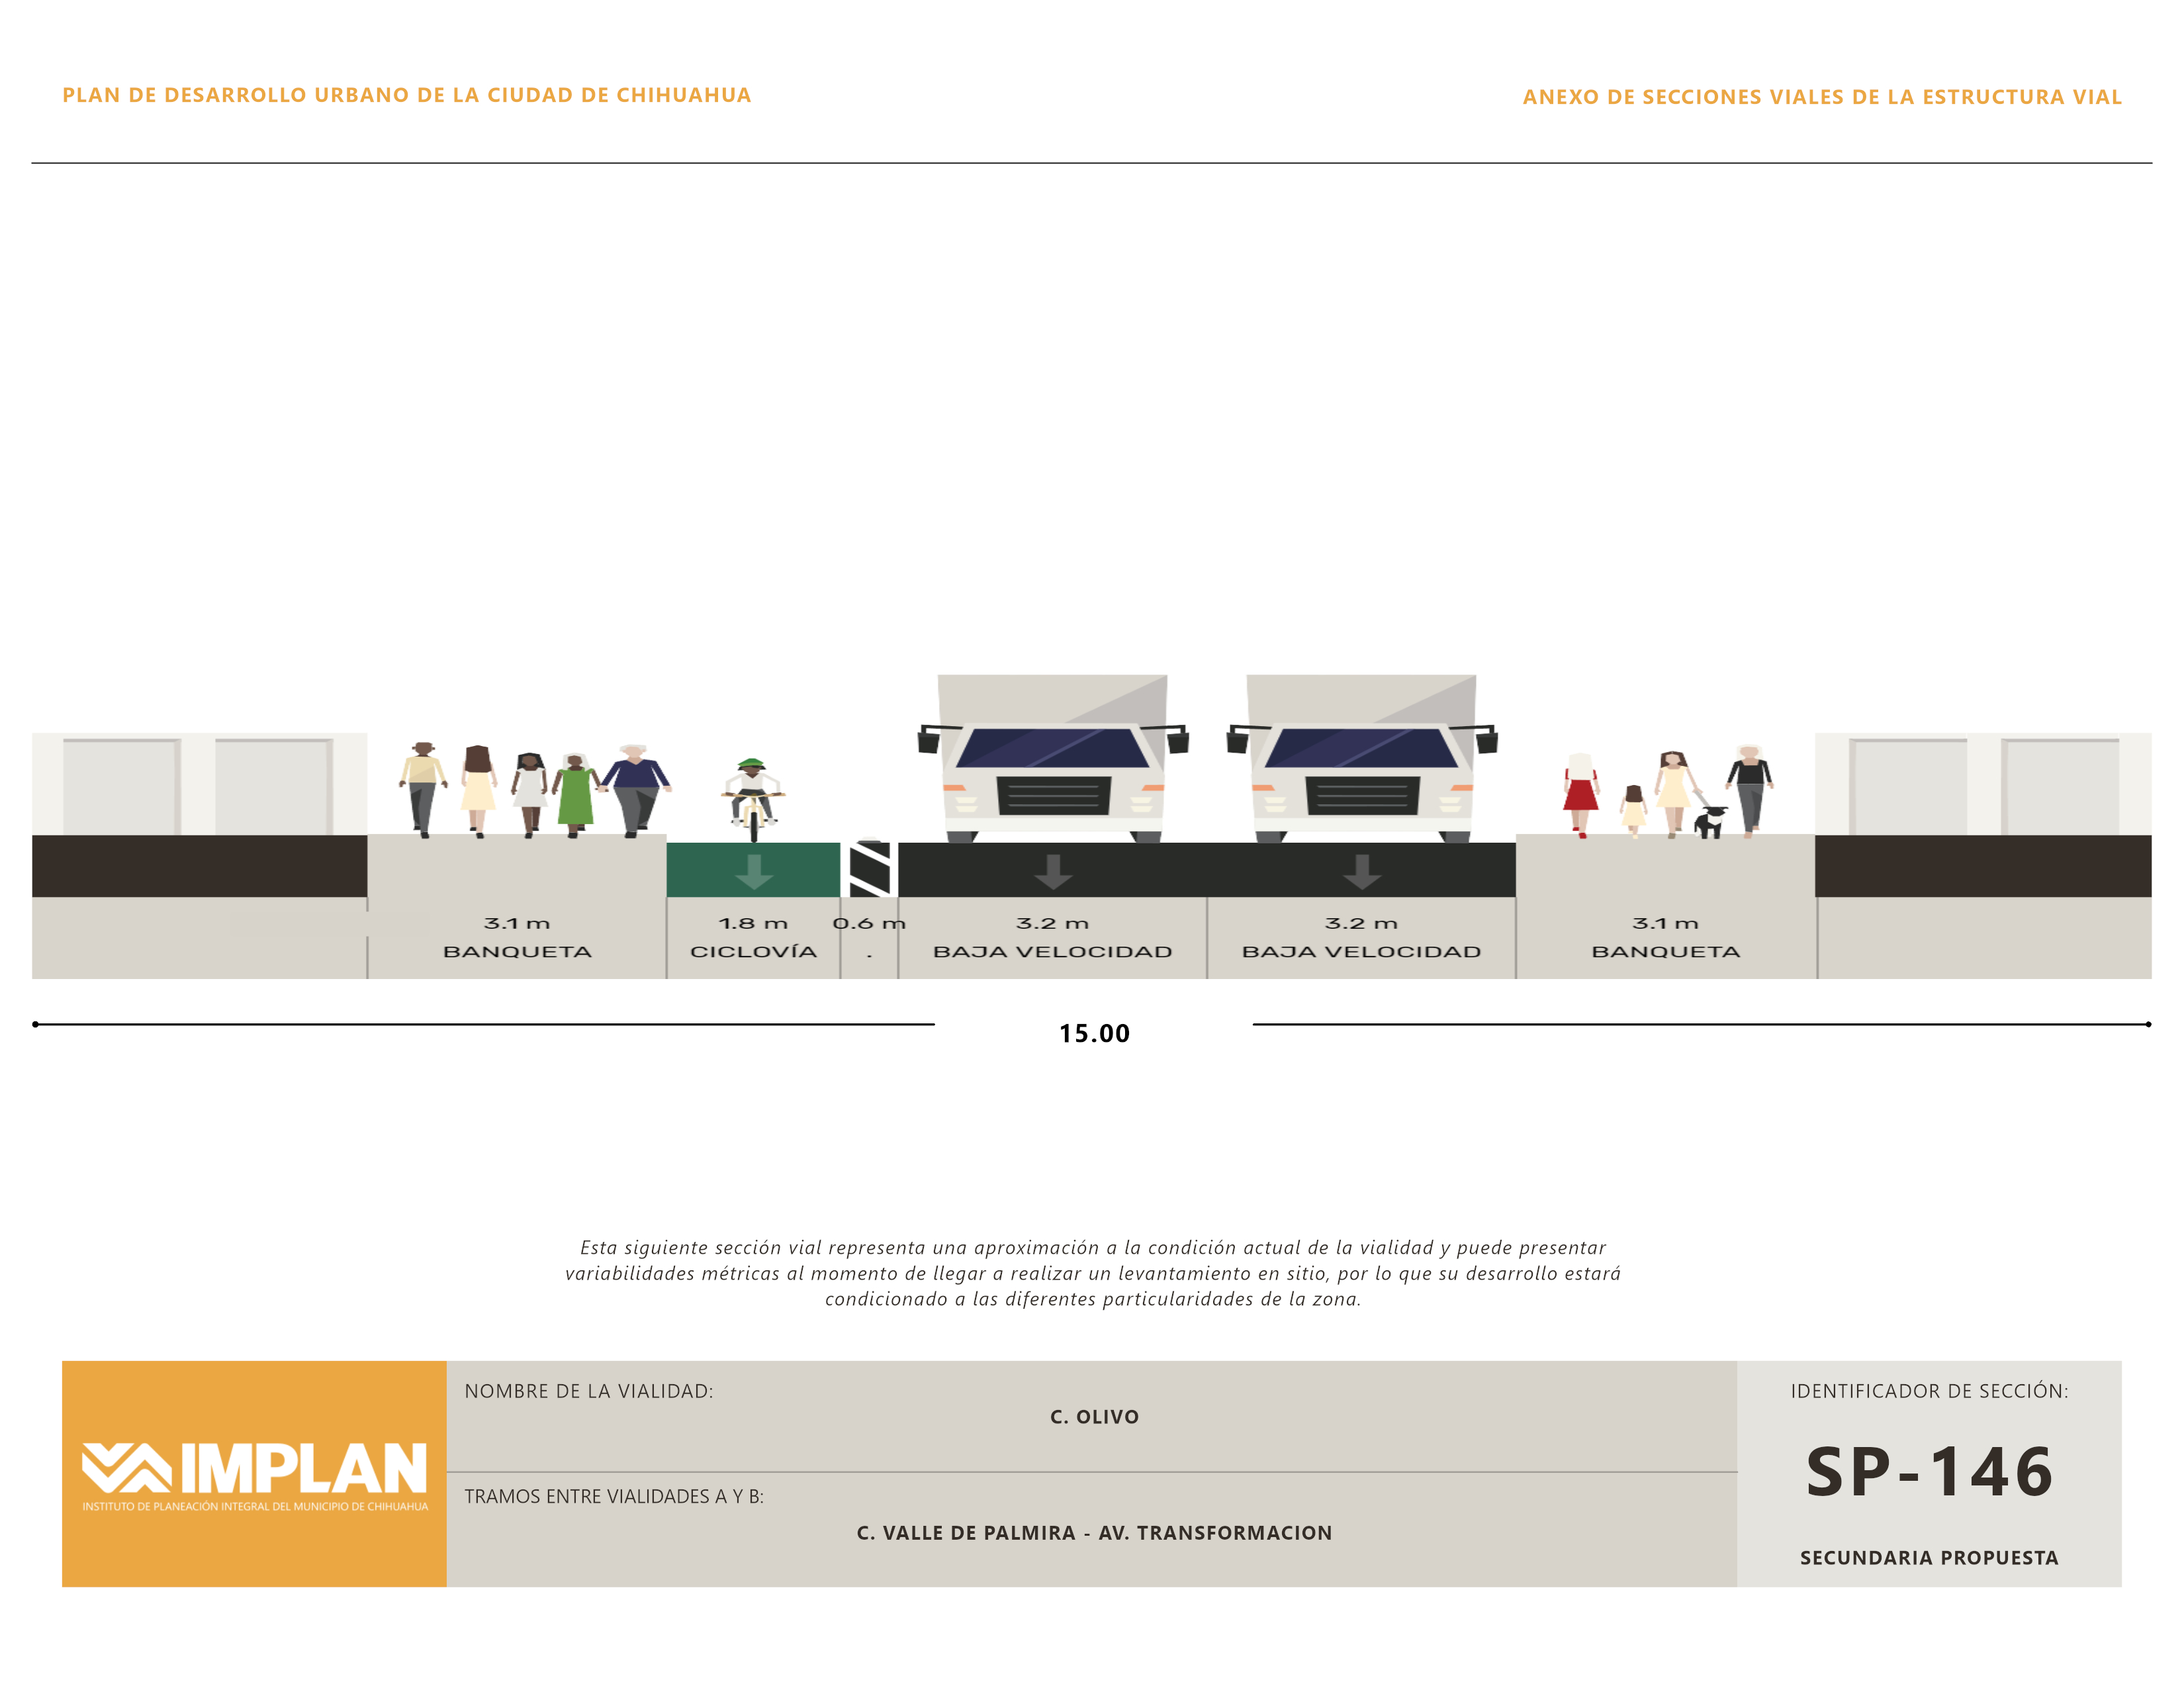 PLAN DE DESARROLLO URBANO DE LA CIUDAD DE CHIHUAHUA
ANEXO DE SECCIONES VIALES DE LA ESTRUCTURA VIAL
3.1 m
BANQUETA
1.8 m
CICLOVÍA
0.6 m
.
3.2 m
BAJA VELOCIDAD
3.2 m
BAJA VELOCIDAD
3.1 m
BANQUETA
15.00
Esta siguiente sección vial representa una aproximación a la condición actual de la vialidad y puede presentar
variabilidades métricas al momento de llegar a realizar un levantamiento en sitio, por lo que su desarrollo estará
condicionado a las diferentes particularidades de la zona.
IMPLAN
INSTITUTO DE PLANEACIÓN INTEGRAL DEL MUNICIPIO DE CHIHUAHUA
NOMBRE DE LA VIALIDAD:
C. OLIVO
TRAMOS ENTRE VIALIDADES A Y B:
C. VALLE DE PALMIRA - AV. TRANSFORMACION
IDENTIFICADOR DE SECCIÓN:
SP-146
SECUNDARIA PROPUESTA